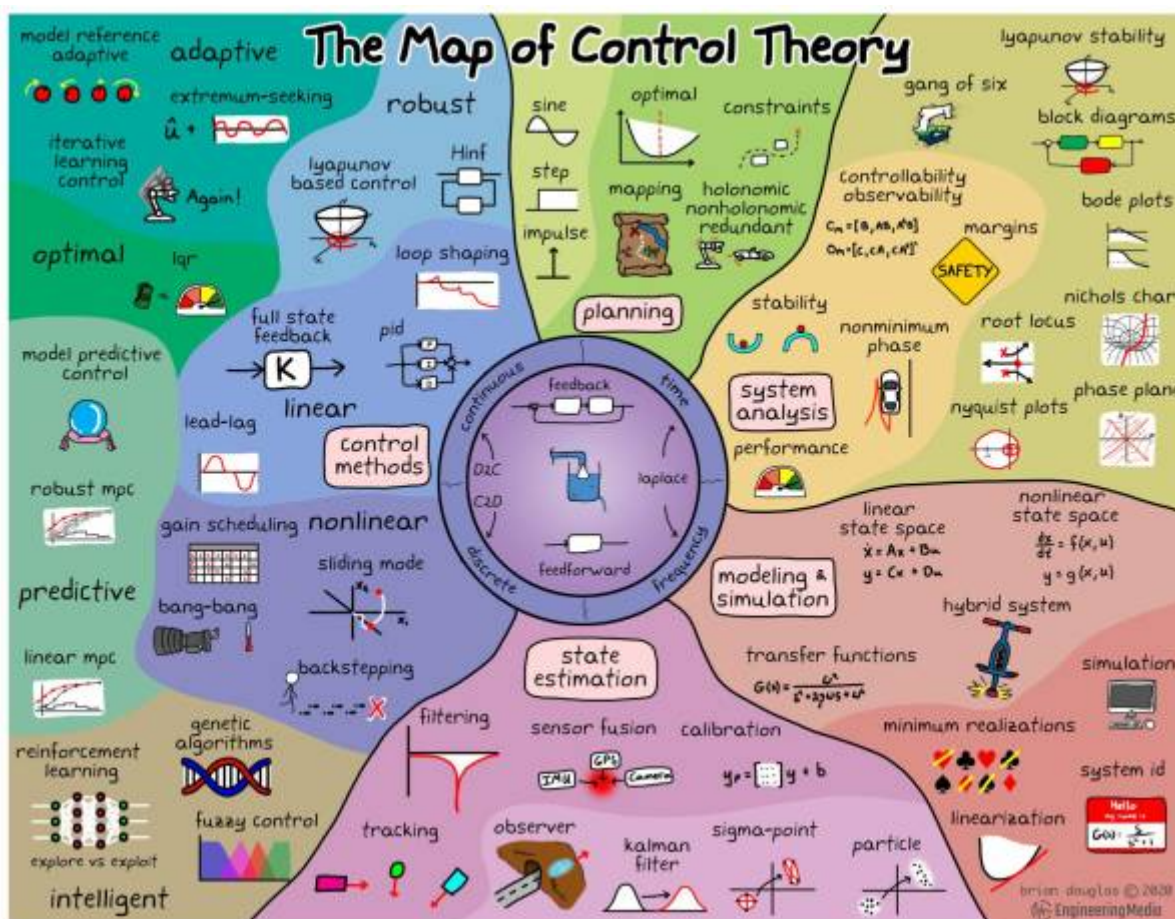 The Map of Control Theory
model reference
adaptive
adaptive
extremum-seeking
û +
iterative
learning
control
Again!
robust
Hinf
lyapunov
based control
optimal
lqr
loop shaping
full state
feedback
K
pid
linear
lead-lag
control
methods
model predictive
control
robust mpc
predictive
linear mpc
gain scheduling
nonlinear
sliding mode
bang-bang
backstepping
X
reinforcement
learning
explore vs exploit
genetic
algorithms
fuzzy control
intelligent
sine
step
impulse
optimal
constraints
mapping
holonomic
nonholonomic
redundant
planning
lyapunov stability
gang of six
block diagrams
controllability
observability
margins
SAFETY
bode plots
nichols chart
stability
nonminimum
phase
root locus
system
analysis
nyquist plots
phase plane
performance
continuous
time
discrete
frequency
feedback
D2C
C2D
laplace
feedforward
linear
state space
ẋ = Ax + Bu
y = Cx + Du
nonlinear
state space
dx/dt = f(x, u)
y = g(x, u)
modeling &
simulation
hybrid system
transfer functions
simulation
minimum realizations
system id
Hello
linearization
state
estimation
filtering
sensor fusion
IMU
GPS
Camera
calibration
tracking
observer
kalman
filter
sigma-point
particle
brian douglas © 2020
EngineeringMedia